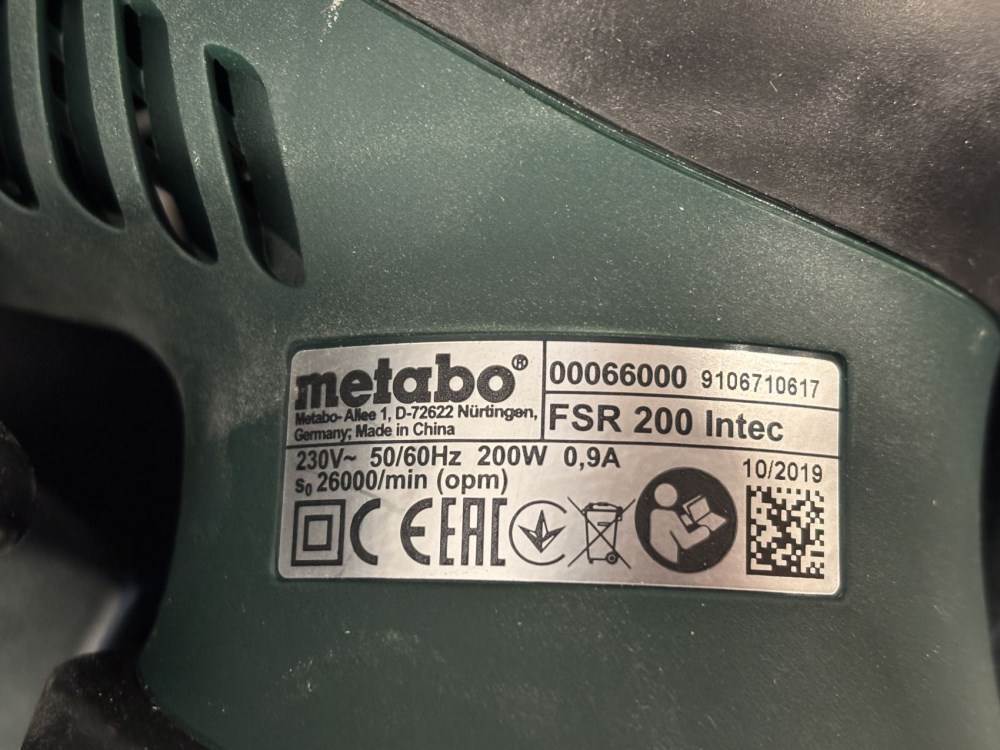 metabo®
Metabo-Allee 1, D-72622 Nürtingen,
Germany; Made in China
00066000 9106710617
FSR 200 Intec
230V~ 50/60Hz 200W 0,9A
s0 26000/min (opm)
10/2019
CE EAC